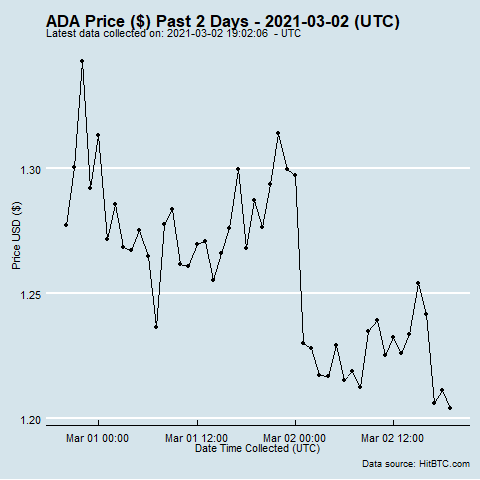 ADA Price ($) Past 2 Days - 2021-03-02 (UTC)
Latest data collected on: 2021-03-02 19:02:06  - UTC
1.30
1.25
1.20
Price USD ($)
Mar 01 00:00
Mar 01 12:00
Mar 02 00:00
Mar 02 12:00
Date Time Collected (UTC)
Data source: HitBTC.com